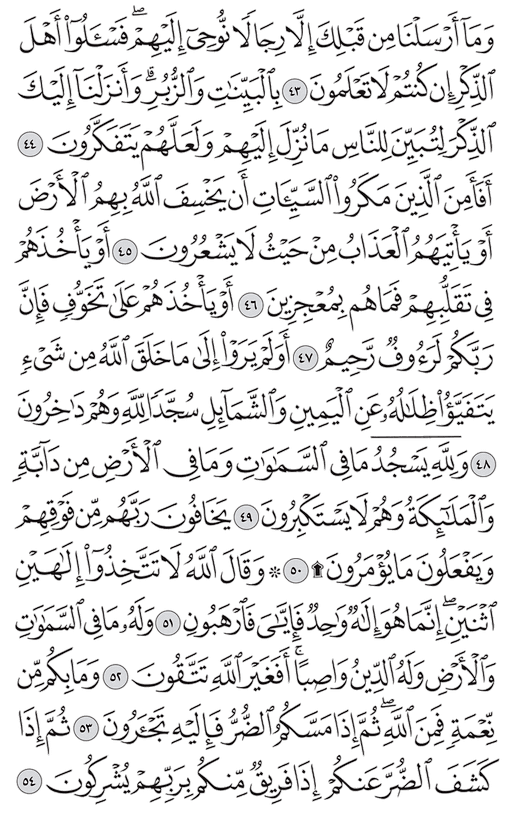 وَمَآ أَرْسَلْنَا مِن قَبْلِكَ إِلَّا رِجَالًا نُّوحِىٓ إِلَيْهِمْ ۖ فَسْـَٔلُوٓا۟ أَهْلَ
ٱلذِّكْرِ إِن كُنتُمْ لَا تَعْلَمُونَ ٤٣ بِٱلْبَيِّنَـٰتِ وَٱلزُّبُرِ ۗ وَأَنزَلْنَآ إِلَيْكَ
ٱلذِّكْرَ لِتُبَيِّنَ لِلنَّاسِ مَا نُزِّلَ إِلَيْهِمْ وَلَعَلَّهُمْ يَتَفَكَّرُونَ ٤٤
أَفَأَمِنَ ٱلَّذِينَ مَكَرُوا۟ ٱلسَّيِّـَٔاتِ أَن يَخْسِفَ ٱللَّهُ بِهِمُ ٱلْأَرْضَ
أَوْ يَأْتِيَهُمُ ٱلْعَذَابُ مِنْ حَيْثُ لَا يَشْعُرُونَ ٤٥ أَوْ يَأْخُذَهُمْ
فِى تَقَلُّبِهِمْ فَمَا هُم بِمُعْجِزِينَ ٤٦ أَوْ يَأْخُذَهُمْ عَلَىٰ تَخَوُّفٍ فَإِنَّ
رَبَّكُمْ لَرَءُوفٌ رَّحِيمٌ ٤٧ أَوَلَمْ يَرَوْا۟ إِلَىٰ مَا خَلَقَ ٱللَّهُ مِن شَىْءٍ
يَتَفَيَّؤُا۟ ظِلَـٰلُهُۥ عَنِ ٱلْيَمِينِ وَٱلشَّمَآئِلِ سُجَّدًا لِّلَّهِ وَهُمْ دَٰخِرُونَ
٤٨ وَلِلَّهِ يَسْجُدُ مَا فِى ٱلسَّمَـٰوَٰتِ وَمَا فِى ٱلْأَرْضِ مِن دَآبَّةٍ
وَٱلْمَلَـٰٓئِكَةُ وَهُمْ لَا يَسْتَكْبِرُونَ ٤٩ يَخَافُونَ رَبَّهُم مِّن فَوْقِهِمْ
وَيَفْعَلُونَ مَا يُؤْمَرُونَ ۩ ٥٠ ۞ وَقَالَ ٱللَّهُ لَا تَتَّخِذُوٓا۟ إِلَـٰهَيْنِ
ٱثْنَيْنِ ۖ إِنَّمَا هُوَ إِلَـٰهٌ وَٰحِدٌ فَإِيَّـٰىَ فَٱرْهَبُونِ ٥١ وَلَهُۥ مَا فِى ٱلسَّمَـٰوَٰتِ
وَٱلْأَرْضِ وَلَهُ ٱلدِّينُ وَاصِبًا ۚ أَفَغَيْرَ ٱللَّهِ تَتَّقُونَ ٥٢ وَمَا بِكُم مِّن
نِّعْمَةٍ فَمِنَ ٱللَّهِ ۖ ثُمَّ إِذَا مَسَّكُمُ ٱلضُّرُّ فَإِلَيْهِ تَجْـَٔرُونَ ٥٣ ثُمَّ إِذَا
كَشَفَ ٱلضُّرَّ عَنكُمْ إِذَا فَرِيقٌ مِّنكُم بِرَبِّهِمْ يُشْرِكُونَ ٥٤